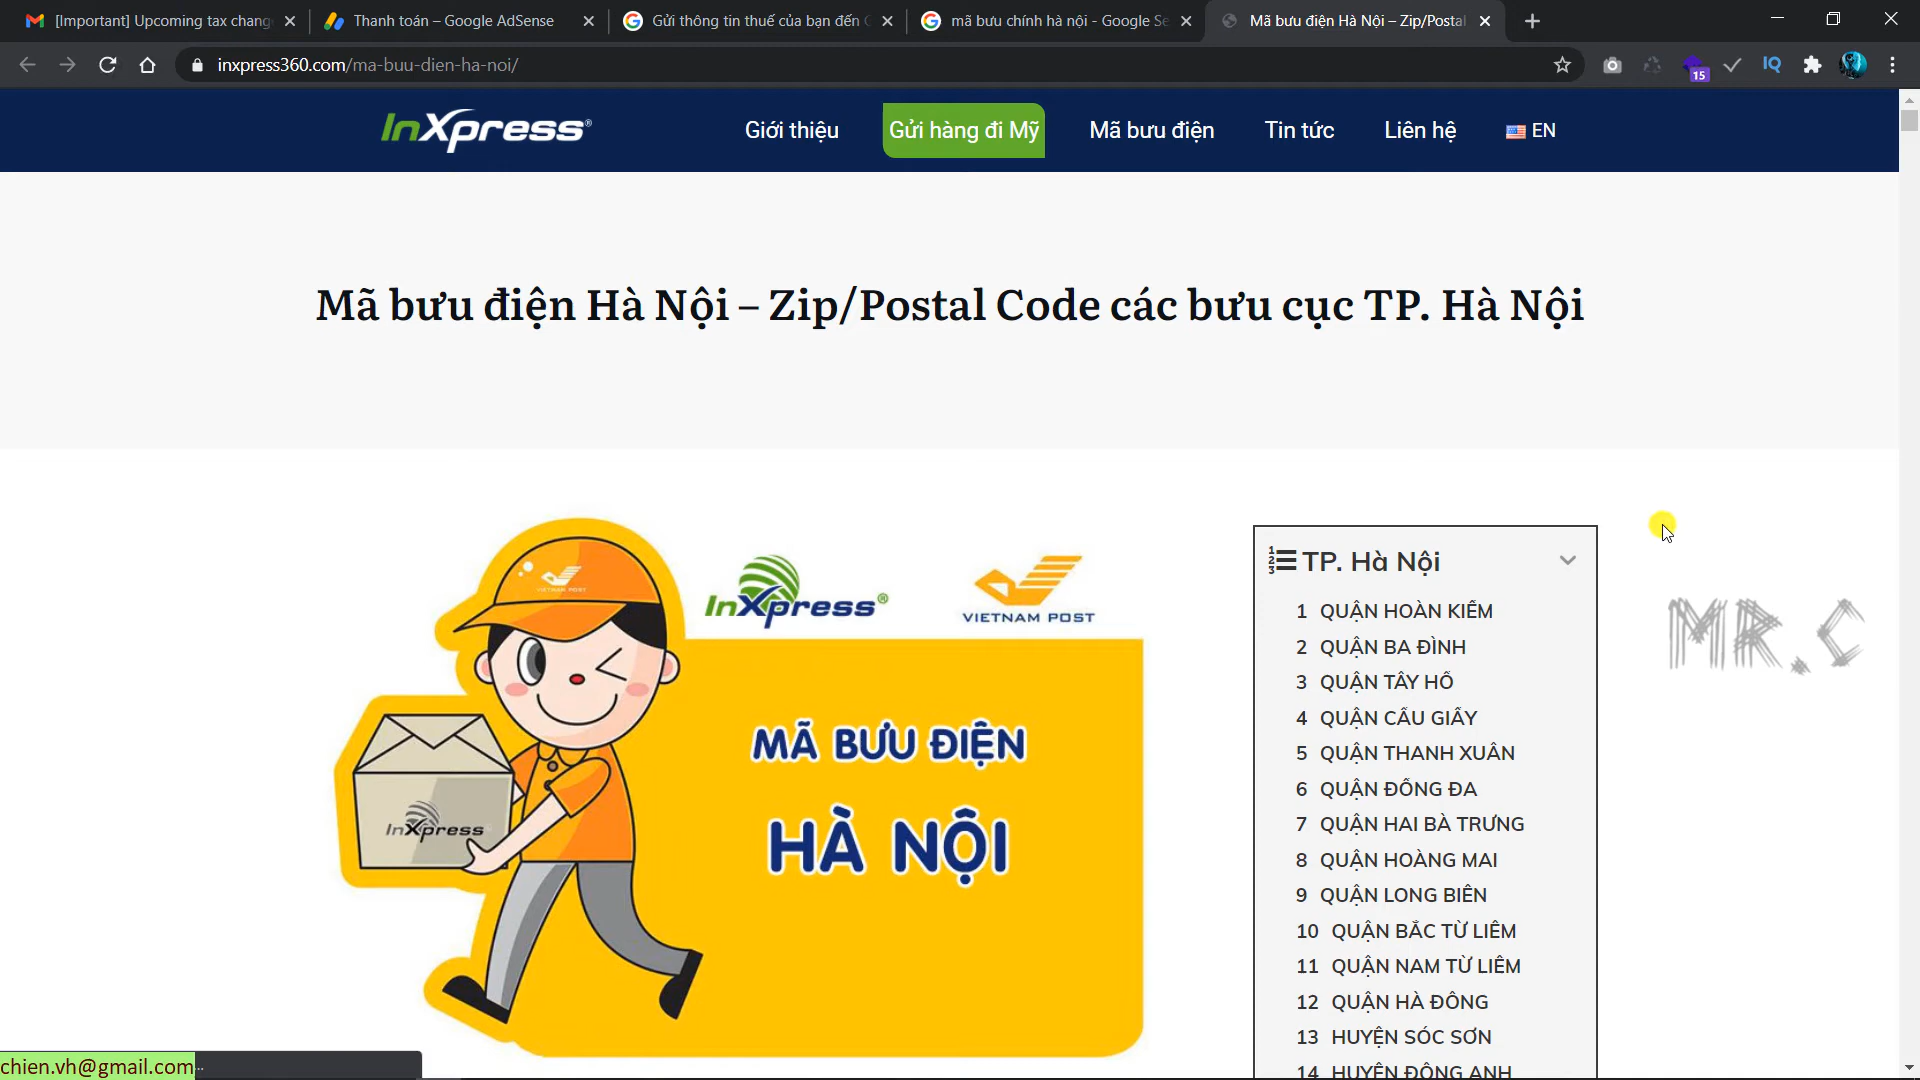 [Important] Upcoming tax chang
Thanh toán – Google AdSense
Gửi thông tin thuế của bạn đến G
mã bưu chính hà nội - Google Se
Mã bưu điện Hà Nội – Zip/Postal
inxpress360.com/ma-buu-dien-ha-noi/
15
IQ
InXpress®
Giới thiệu
Gửi hàng đi Mỹ
Mã bưu điện
Tin tức
Liên hệ
EN
Mã bưu điện Hà Nội – Zip/Postal Code các bưu cục TP. Hà Nội
VIETNAM POST
InXpress®
VIETNAM POST
MÃ BƯU ĐIỆN
HÀ NỘI
InXpress
TP. Hà Nội
1 QUẬN HOÀN KIẾM
2 QUẬN BA ĐÌNH
3 QUẬN TÂY HỒ
4 QUẬN CẦU GIẤY
5 QUẬN THANH XUÂN
6 QUẬN ĐỐNG ĐA
7 QUẬN HAI BÀ TRƯNG
8 QUẬN HOÀNG MAI
9 QUẬN LONG BIÊN
10 QUẬN BẮC TỪ LIÊM
11 QUẬN NAM TỪ LIÊM
12 QUẬN HÀ ĐÔNG
13 HUYỆN SÓC SƠN
14 HUYỆN ĐÔNG ANH
MR.C
chien.vh@gmail.com...